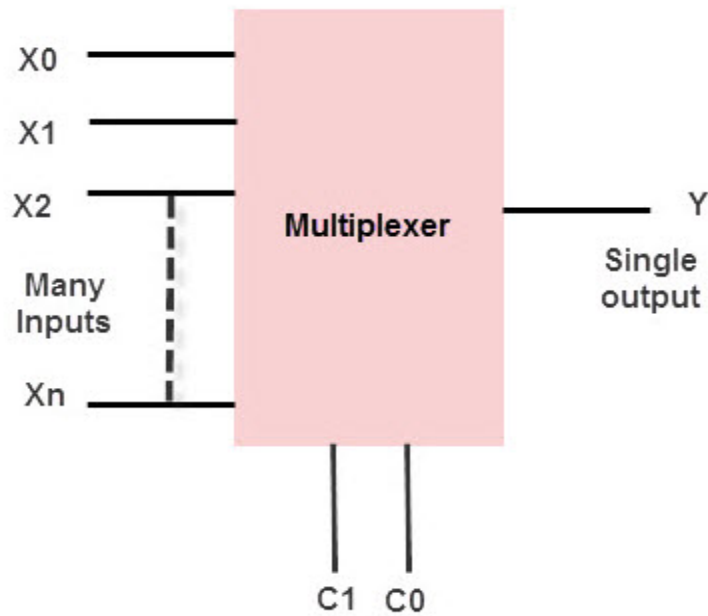 X0
X1
X2
Many
Inputs
Xn
Multiplexer
Y
Single
output
C1 C0